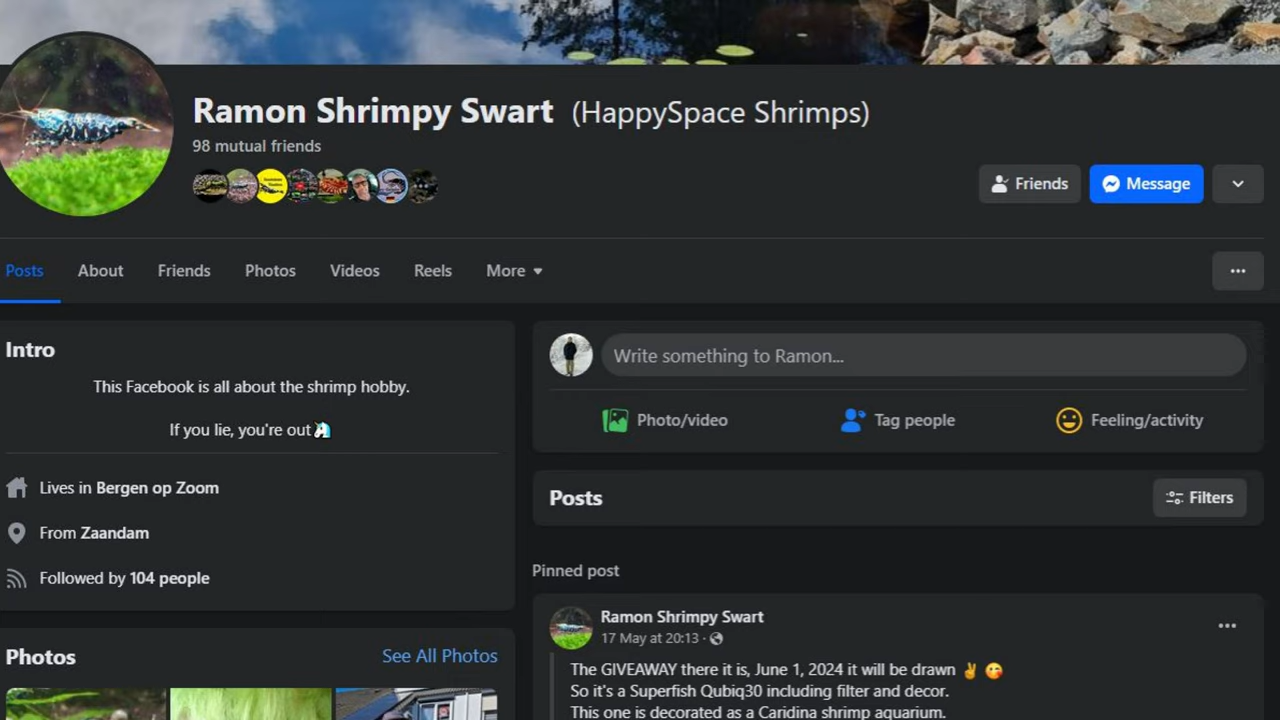 Ramon Shrimpy Swart (HappySpace Shrimps)
98 mutual friends
Friends
Message
Posts
About
Friends
Photos
Videos
Reels
More
Intro
This Facebook is all about the shrimp hobby.
If you lie, you're out🦄
Lives in Bergen op Zoom
From Zaandam
Followed by 104 people
Photos
See All Photos
Write something to Ramon...
Photo/video
Tag people
Feeling/activity
Posts
Filters
Pinned post
Ramon Shrimpy Swart
17 May at 20:13 ·
The GIVEAWAY there it is, June 1, 2024 it will be drawn ✌️ 😋
So it's a Superfish Qubiq30 including filter and decor.
This one is decorated as a Caridina shrimp aquarium.